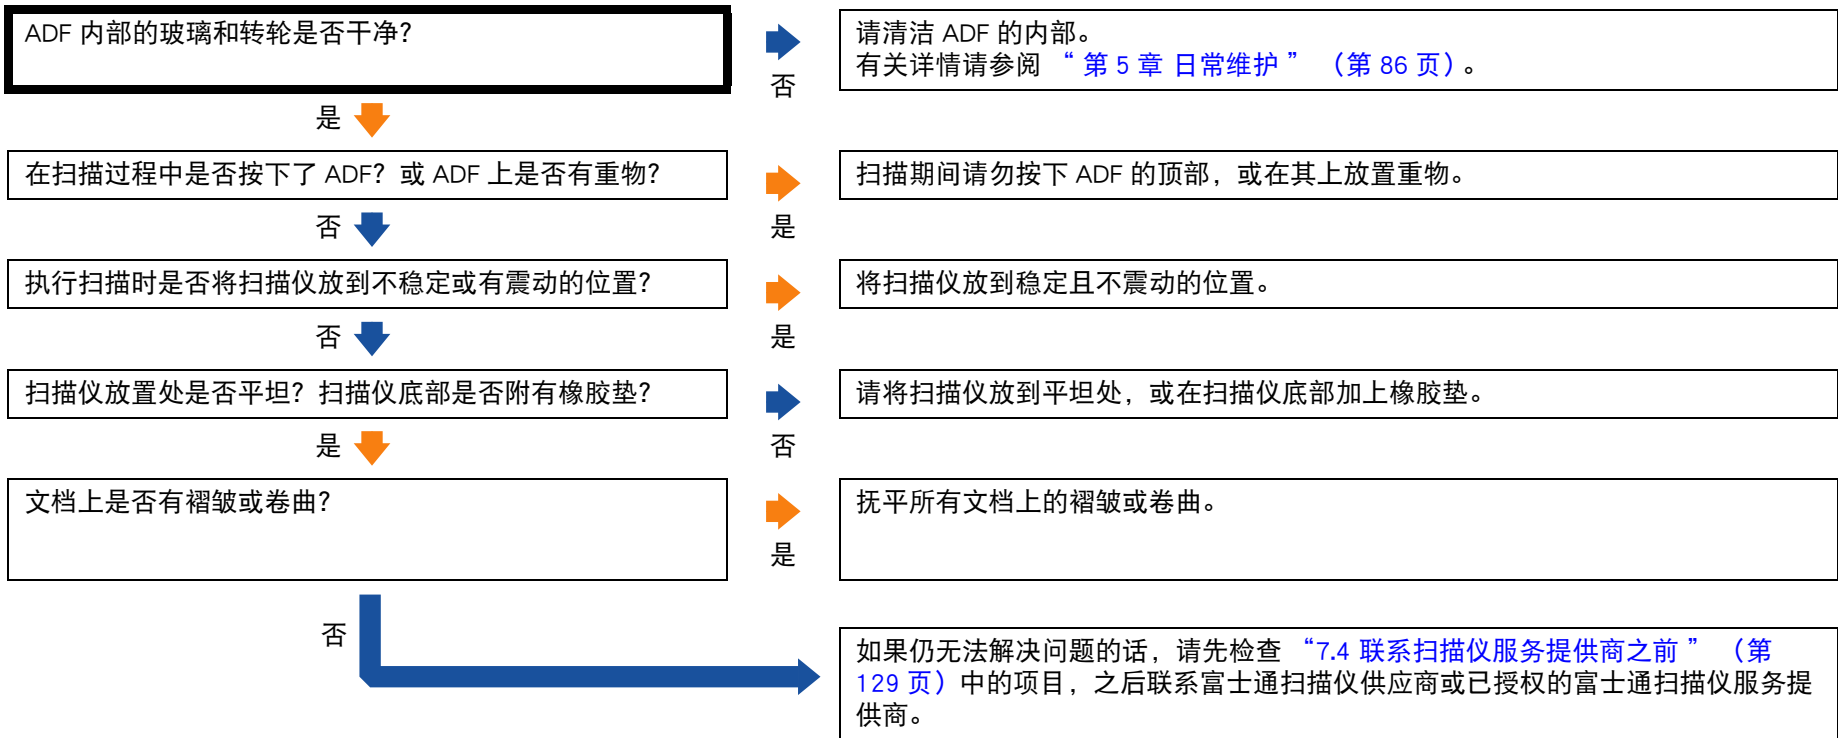 ADF 内部的玻璃和转轮是否干净？
否
请清洁 ADF 的内部。
有关详情请参阅 “ 第 5 章 日常维护 ” （第 86 页）。
是
在扫描过程中是否按下了 ADF？或 ADF 上是否有重物？
是
扫描期间请勿按下 ADF 的顶部，或在其上放置重物。
否
执行扫描时是否将扫描仪放到不稳定或有震动的位置？
是
将扫描仪放到稳定且不震动的位置。
否
扫描仪放置处是否平坦？扫描仪底部是否附有橡胶垫？
否
请将扫描仪放到平坦处，或在扫描仪底部加上橡胶垫。
是
文档上是否有褶皱或卷曲？
是
抚平所有文档上的褶皱或卷曲。
否
如果仍无法解决问题的话，请先检查 “7.4 联系扫描仪服务提供商之前 ” （第
129 页）中的项目，之后联系富士通扫描仪供应商或已授权的富士通扫描仪服务提
供商。